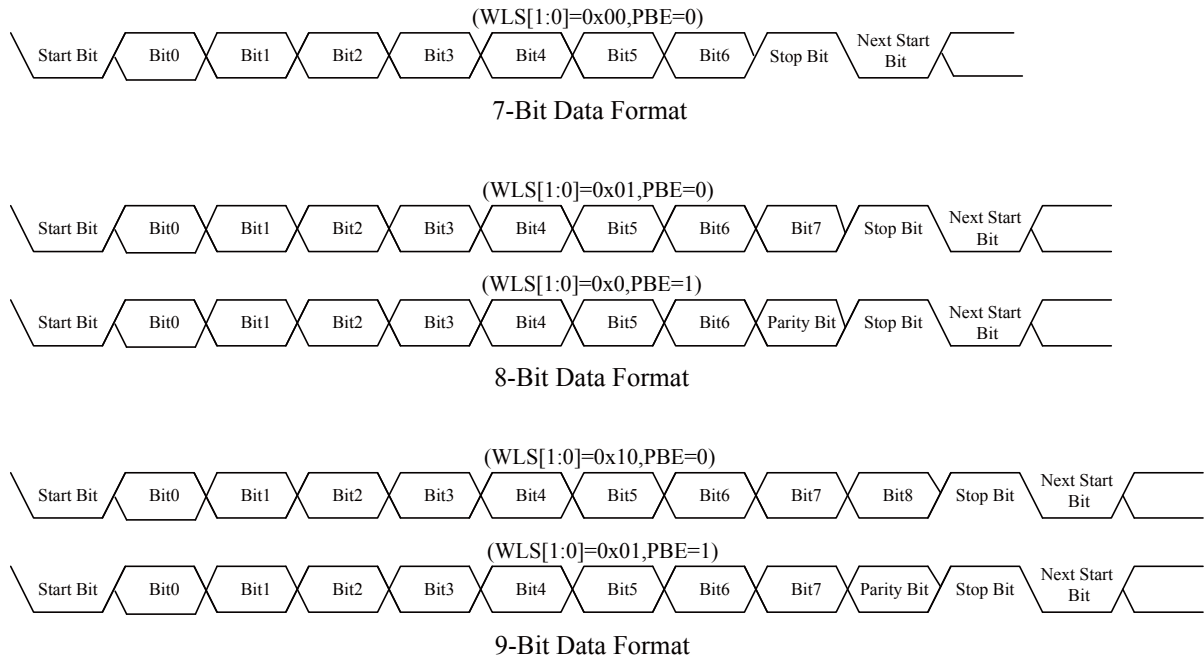 (WLS[1:0]=0x00,PBE=0)
Start Bit Bit0 Bit1 Bit2 Bit3 Bit4 Bit5 Bit6 Stop Bit Next Start
Bit
7-Bit Data Format
(WLS[1:0]=0x01,PBE=0)
Start Bit Bit0 Bit1 Bit2 Bit3 Bit4 Bit5 Bit6 Bit7 Stop Bit Next Start
Bit
(WLS[1:0]=0x0,PBE=1)
Start Bit Bit0 Bit1 Bit2 Bit3 Bit4 Bit5 Bit6 Parity Bit Stop Bit Next Start
Bit
8-Bit Data Format
(WLS[1:0]=0x10,PBE=0)
Start Bit Bit0 Bit1 Bit2 Bit3 Bit4 Bit5 Bit6 Bit7 Bit8 Stop Bit Next Start
Bit
(WLS[1:0]=0x01,PBE=1)
Start Bit Bit0 Bit1 Bit2 Bit3 Bit4 Bit5 Bit6 Bit7 Parity Bit Stop Bit Next Start
Bit
9-Bit Data Format